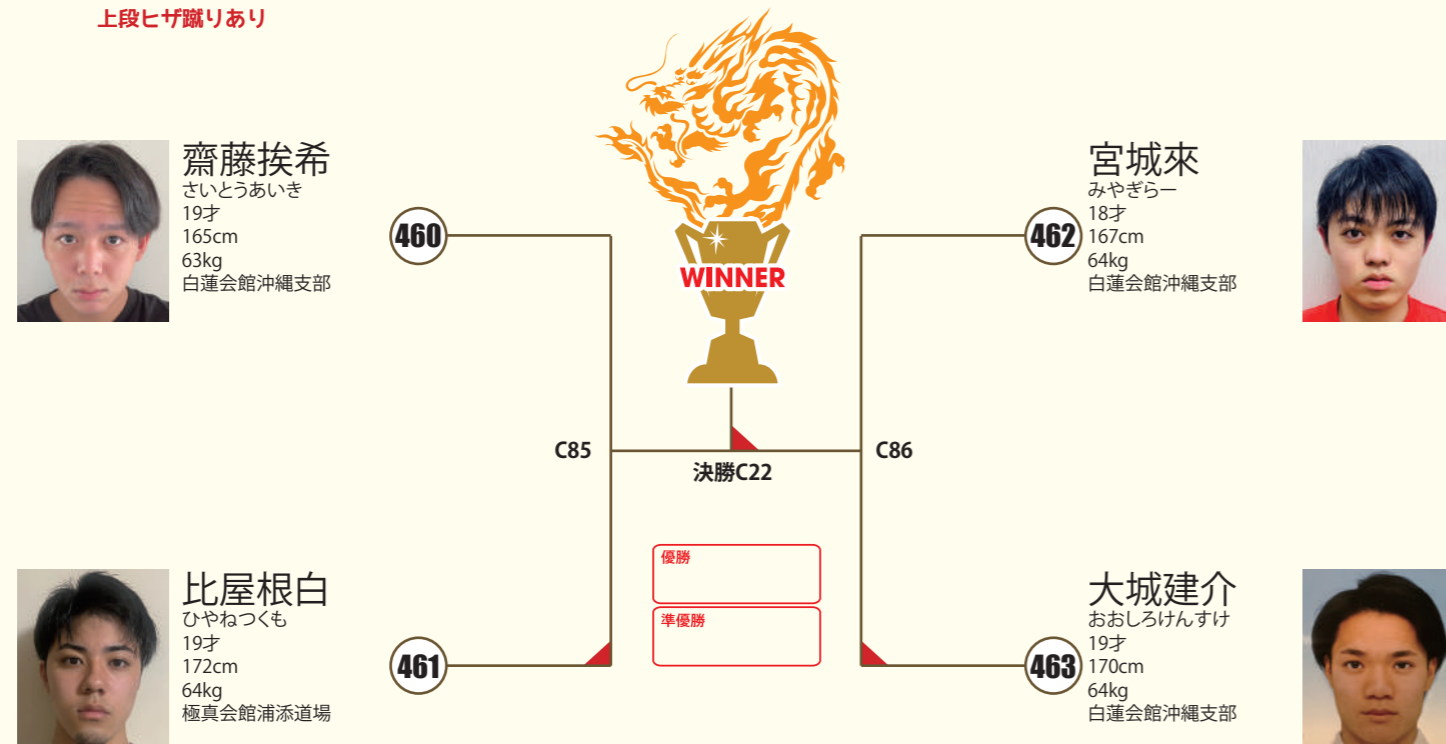 上段ヒザ蹴りあり
齋藤挨希
さいとうあいき
19才
165cm
63kg
白蓮会館沖縄支部
460
比屋根白
ひやねつくも
19才
172cm
64kg
極真会館浦添道場
461
WINNER
C85
C86
決勝C22
優勝
準優勝
宮城來
みやぎらー
18才
167cm
64kg
白蓮会館沖縄支部
462
大城建介
おおしろけんすけ
19才
170cm
64kg
白蓮会館沖縄支部
463